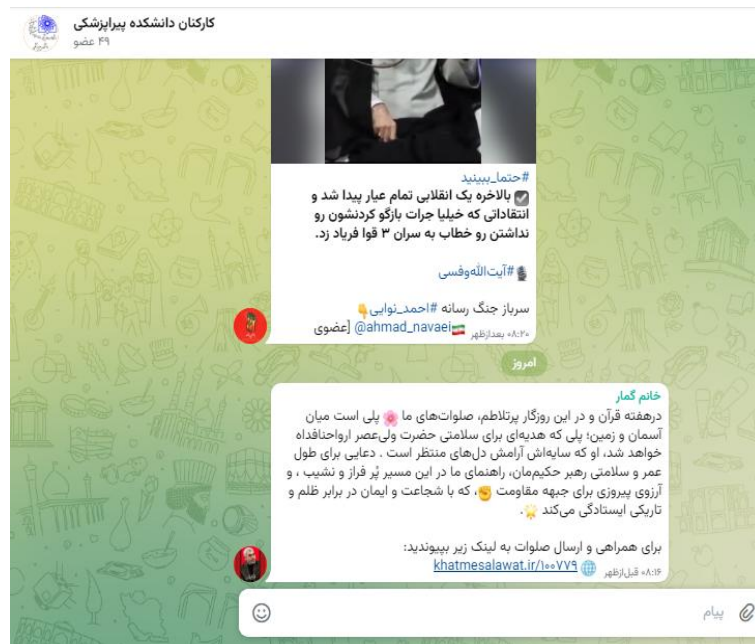 کارکنان دانشکده پیراپزشکی
۴۹ عضو
#حتما_ببینید
☑️ بالاخره یک انقلابی تمام عیار پیدا شد و
انتقاداتی که خیلیا جرات بازگو کردنشون رو
نداشتن رو خطاب به سران ۳ قوا فریاد زد.
🎙#آیت‌الله‌وفسی
سرباز جنگ رسانه #احمد_نوایی👇
🇮🇷@ahmad_navaei [عضوی
۰۸:۲۰ بعدازظهر
امروز
خانم گمار
درهفته قرآن و در این روزگار پرتلاطم، صلوات‌های ما 🌸 پلی است میان
آسمان و زمین؛ پلی که هدیه‌ای برای سلامتی حضرت ولی‌عصر ارواحنافداه
خواهد شد، او که سایه‌اش آرامش دل‌های منتظر است . دعایی برای طول
عمر و سلامتی رهبر حکیم‌مان، راهنمای ما در این مسیر پُر فراز و نشیب ، و
آرزوی پیروزی برای جبهه مقاومت ✊، که با شجاعت و ایمان در برابر ظلم و
تاریکی ایستادگی می‌کند 🌟.
برای همراهی و ارسال صلوات به لینک زیر بپیوندید:
🌐 khatmesalawat.ir/۱۰۰۷۷۹
۰۸:۱۶ قبل‌ازظهر
پیام